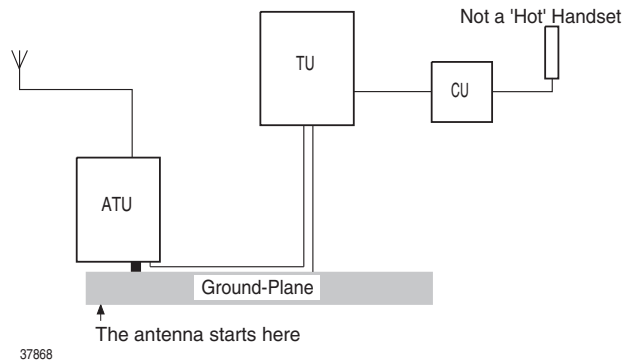 Not a 'Hot' Handset
TU
CU
ATU
Ground-Plane
The antenna starts here
37868